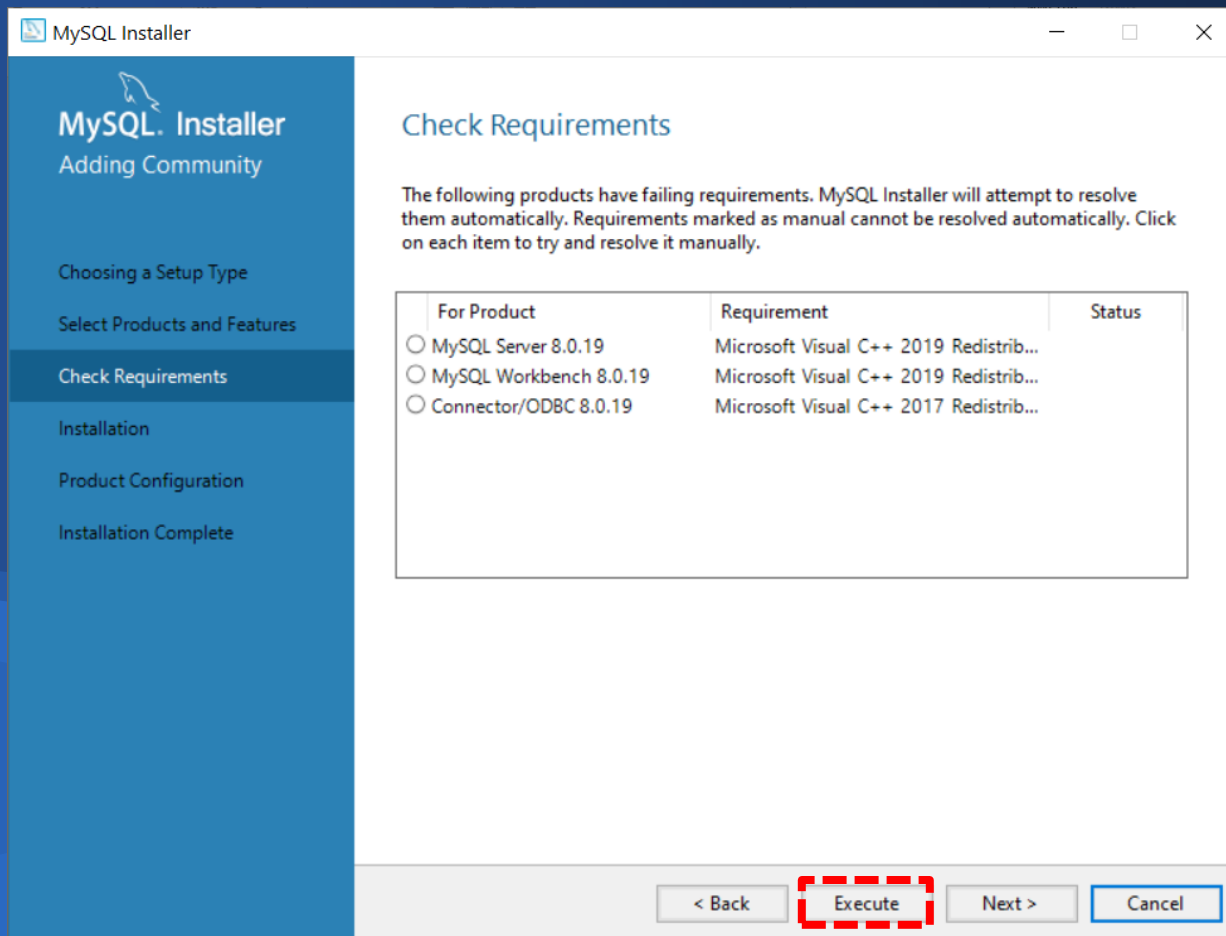 MySQL Installer
MySQL. Installer
Adding Community
Choosing a Setup Type
Select Products and Features
Check Requirements
Installation
Product Configuration
Installation Complete
Check Requirements
The following products have failing requirements. MySQL Installer will attempt to resolve
them automatically. Requirements marked as manual cannot be resolved automatically. Click
on each item to try and resolve it manually.
For Product Requirement Status
MySQL Server 8.0.19 Microsoft Visual C++ 2019 Redistrib...
MySQL Workbench 8.0.19 Microsoft Visual C++ 2019 Redistrib...
Connector/ODBC 8.0.19 Microsoft Visual C++ 2017 Redistrib...
< Back Execute Next > Cancel